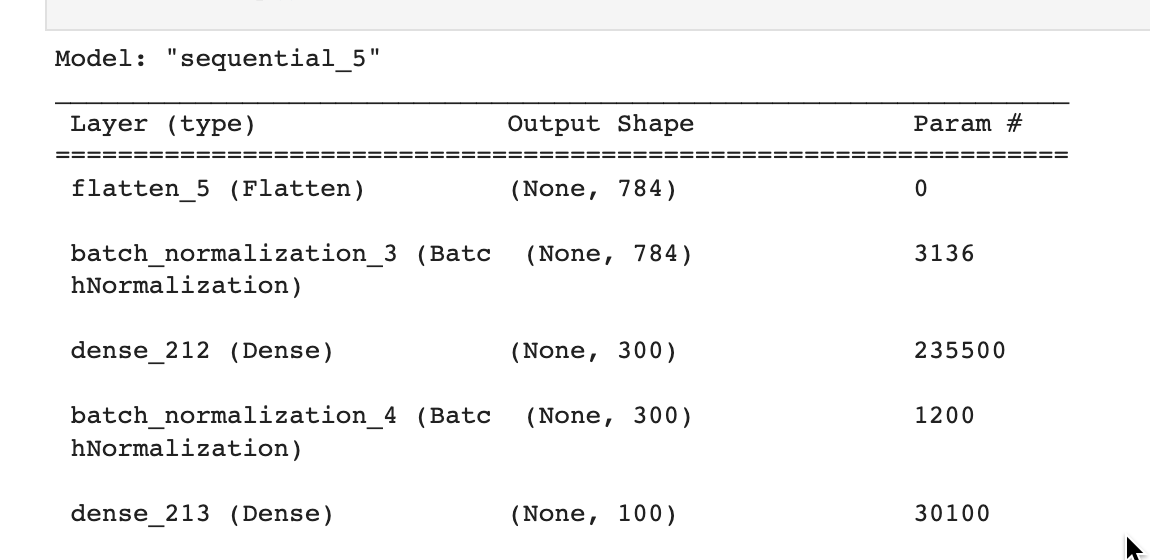 Model: "sequential_5"
Layer (type) Output Shape Param #
flatten_5 (Flatten) (None, 784) 0
batch_normalization_3 (Batc (None, 784) 3136
hNormalization)
dense_212 (Dense) (None, 300) 235500
batch_normalization_4 (Batc (None, 300) 1200
hNormalization)
dense_213 (Dense) (None, 100) 30100